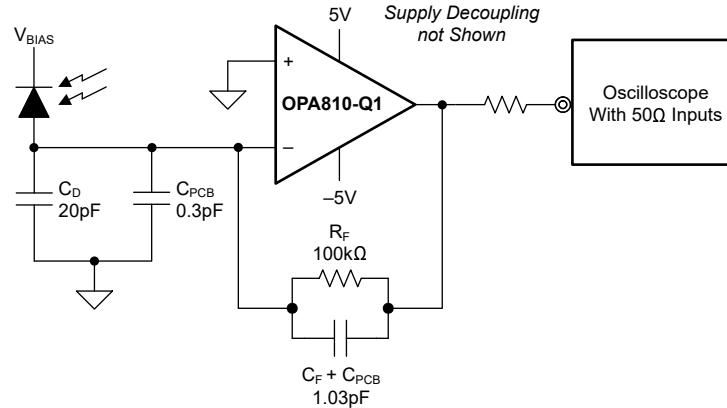 V_BIAS
5V
Supply Decoupling
not Shown
+
OPA810-Q1
–
–5V
Oscilloscope
With 50Ω Inputs
C_D
20pF
C_PCB
0.3pF
R_F
100kΩ
C_F + C_PCB
1.03pF